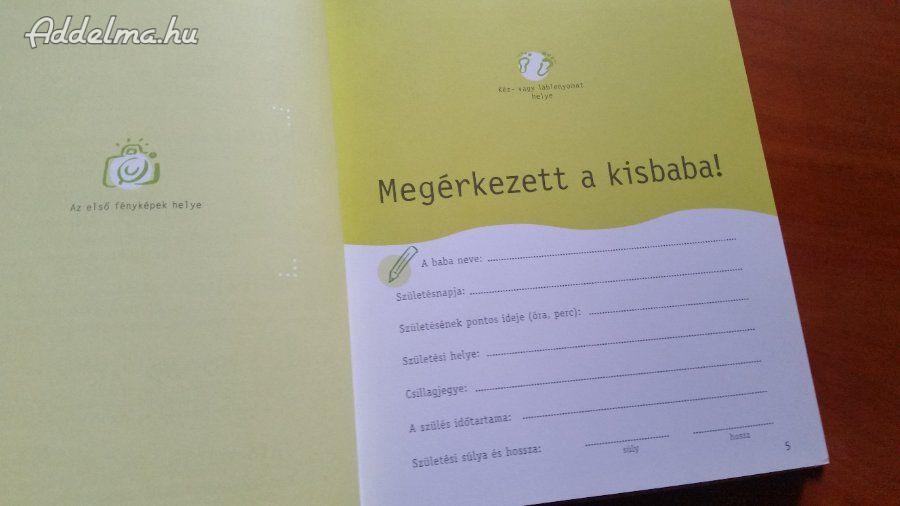 Addelma.hu
Az első fényképek helye
Kéz- vagy láblenyomat
helye
Megérkezett a kisbaba!
A baba neve:
Születésnapja:
Születésének pontos ideje (óra, perc):
Születési helye:
Csillagjegye:
A szülés időtartama:
Születési súlya és hossza:
súly
hossz
5